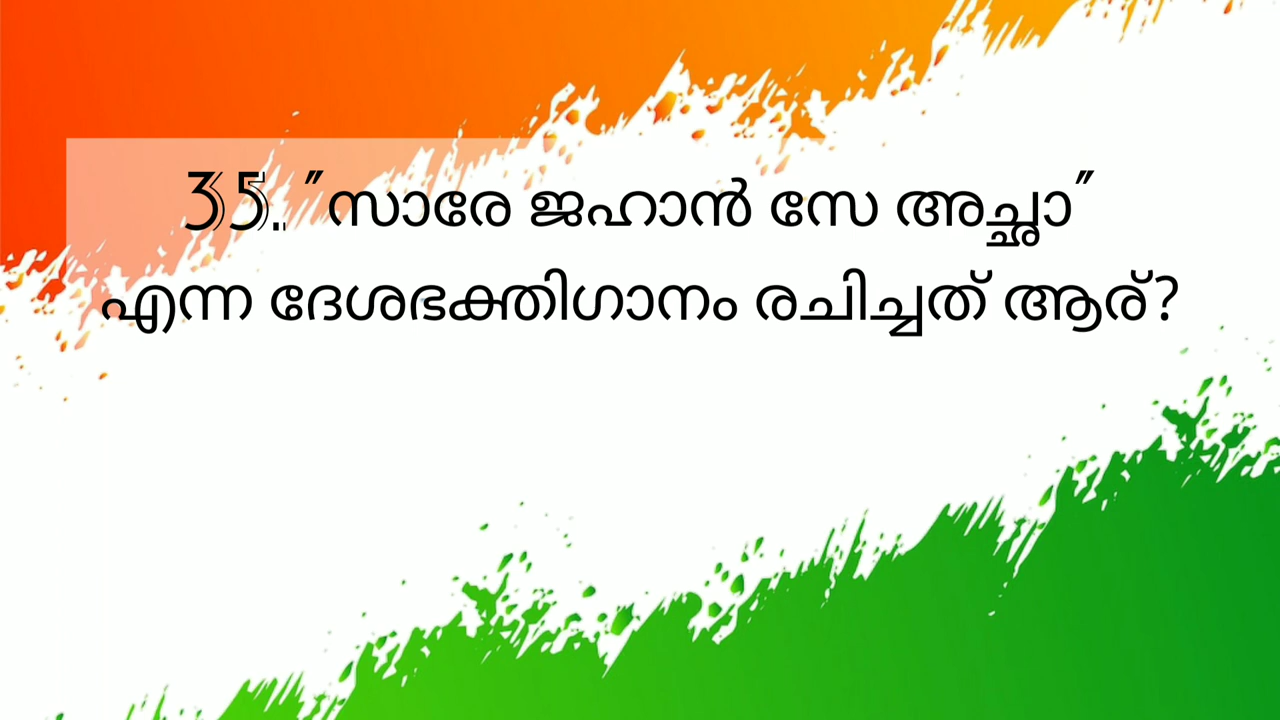 35.."സാരേ ജഹാൻ സേ അച്ഛാ"
എന്ന ദേശഭക്തിഗാനം രചിച്ചത് ആര്?